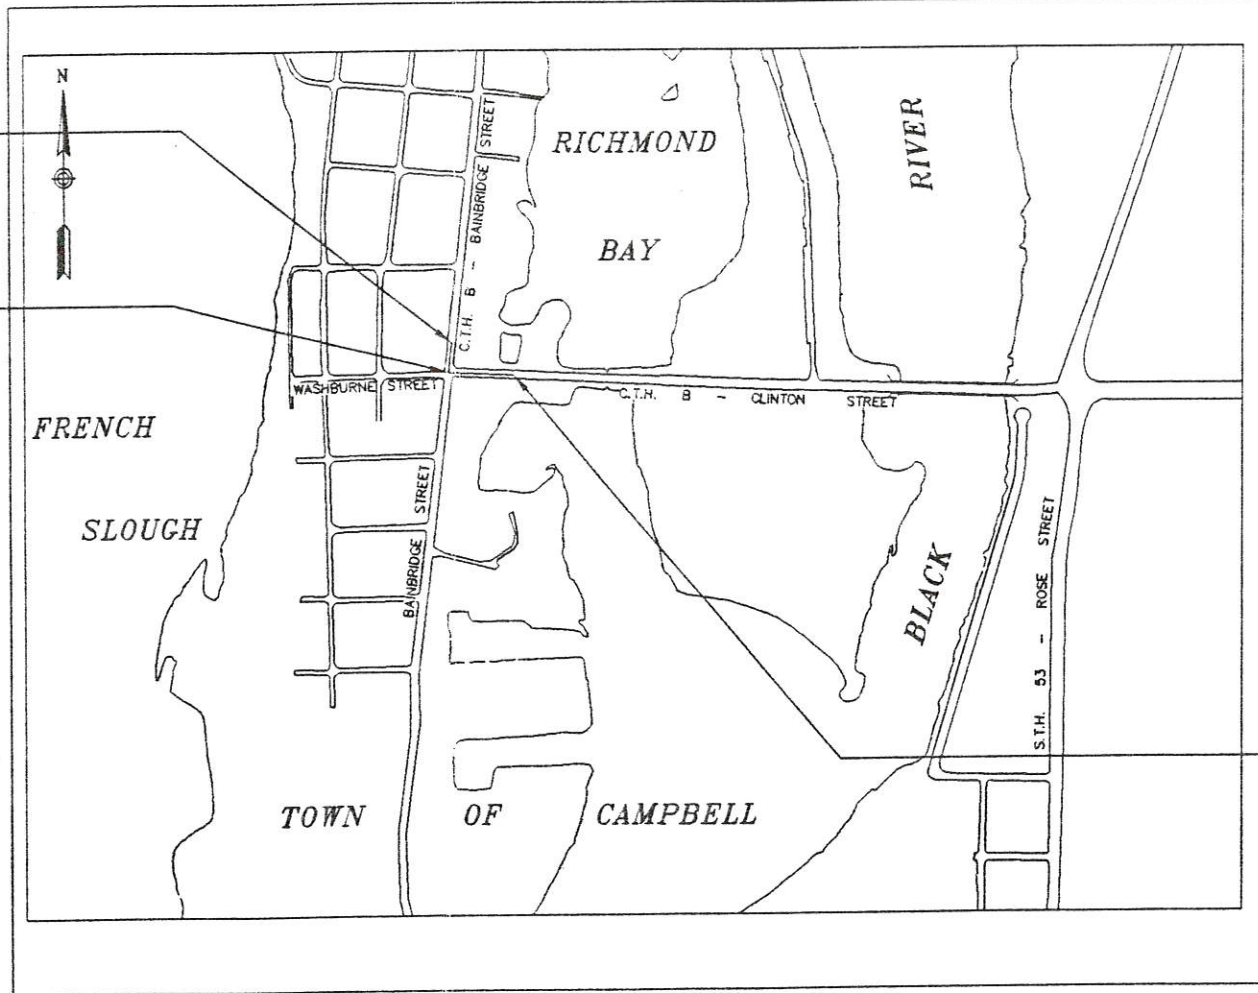 N
RICHMOND
BAY
RIVER
C.T.H. B - BAINBRIDGE STREET
WASHBURNE STREET
C.T.H. B - CLINTON STREET
FRENCH
SLOUGH
BAINBRIDGE STREET
BLACK
S.T.H. 53 - ROSE STREET
TOWN OF CAMPBELL